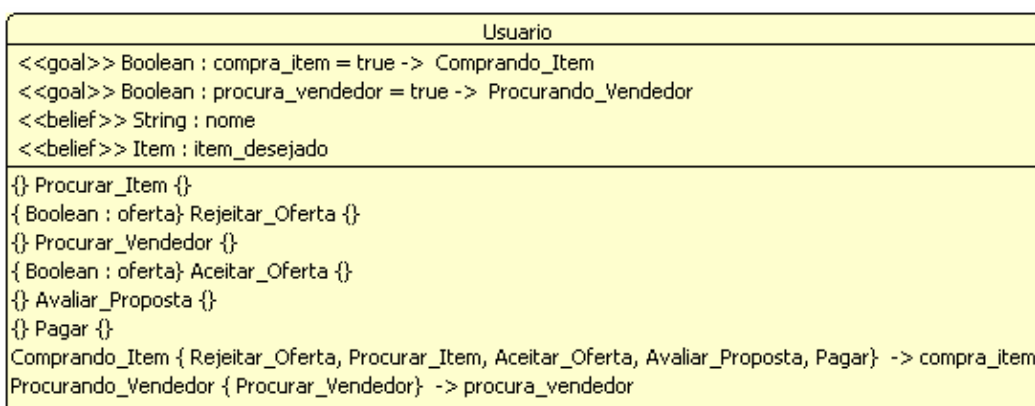 Usuario
<<goal>> Boolean : compra_item = true -> Comprando_Item
<<goal>> Boolean : procura_vendedor = true -> Procurando_Vendedor
<<belief>> String : nome
<<belief>> Item : item_desejado
{} Procurar_Item {}
{ Boolean : oferta} Rejeitar_Oferta {}
{} Procurar_Vendedor {}
{ Boolean : oferta} Aceitar_Oferta {}
{} Avaliar_Proposta {}
{} Pagar {}
Comprando_Item { Rejeitar_Oferta, Procurar_Item, Aceitar_Oferta, Avaliar_Proposta, Pagar} -> compra_item
Procurando_Vendedor { Procurar_Vendedor} -> procura_vendedor